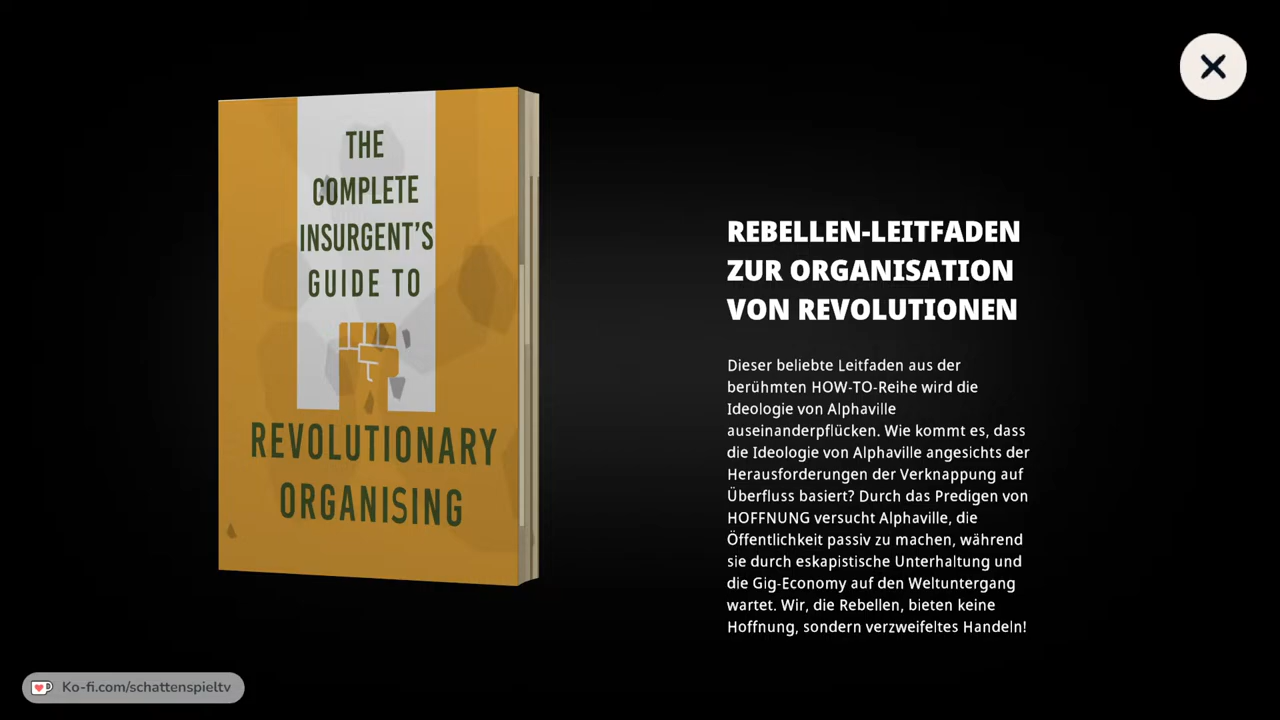 THE
COMPLETE
INSURGENT'S
GUIDE TO
REVOLUTIONARY
ORGANISING
REBELLEN-LEITFADEN
ZUR ORGANISATION
VON REVOLUTIONEN
Dieser beliebte Leitfaden aus der
berühmten HOW-TO-Reihe wird die
Ideologie von Alphaville
auseinanderpflücken. Wie kommt es, dass
die Ideologie von Alphaville angesichts der
Herausforderungen der Verknappung auf
Überfluss basiert? Durch das Predigen von
HOFFNUNG versucht Alphaville, die
Öffentlichkeit passiv zu machen, während
sie durch eskapistische Unterhaltung und
die Gig-Economy auf den Weltuntergang
wartet. Wir, die Rebellen, bieten keine
Hoffnung, sondern verzweifeltes Handeln!
Ko-fi.com/schattenspieltv